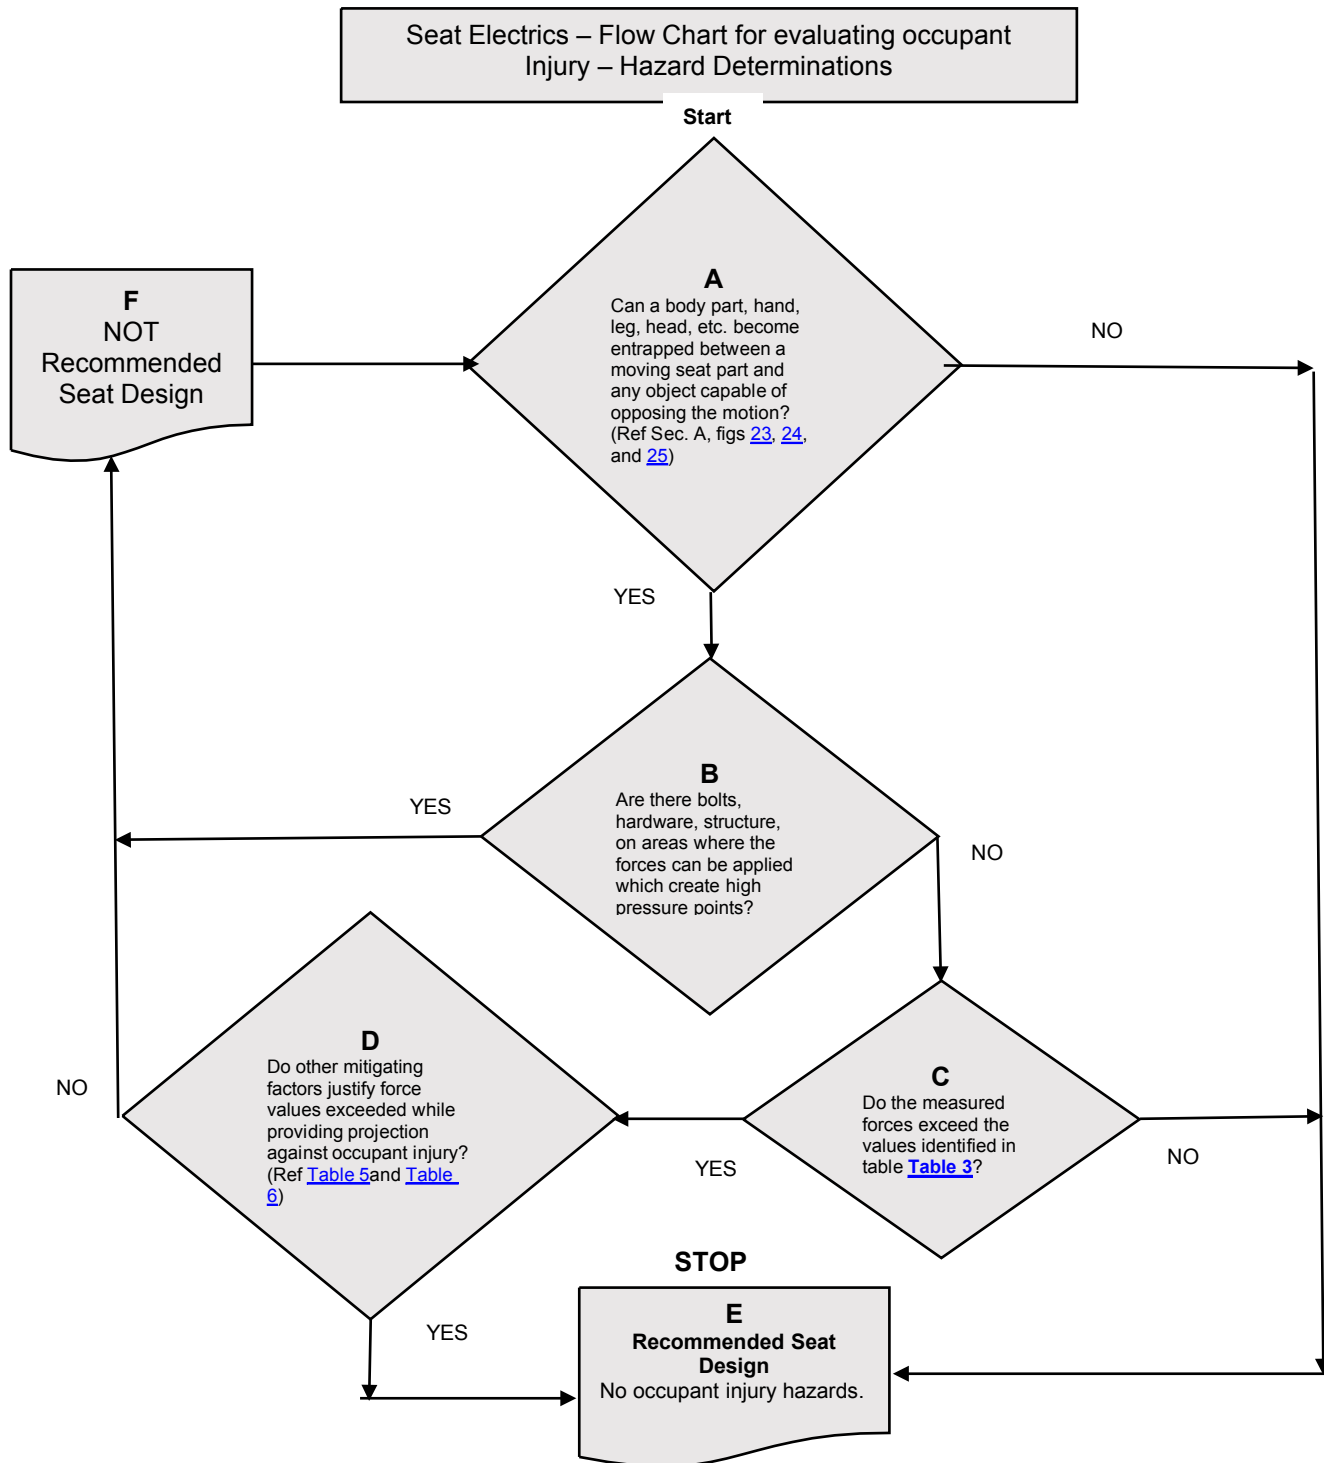 Seat Electrics – Flow Chart for evaluating occupant
Injury – Hazard Determinations
Start
A
Can a body part, hand,
leg, head, etc. become
entrapped between a
moving seat part and
any object capable of
opposing the motion?
(Ref Sec. A, figs 23, 24,
and 25)
NO
F
NOT
Recommended
Seat Design
YES
B
Are there bolts,
hardware, structure,
on areas where the
forces can be applied
which create high
pressure points?
YES
NO
D
Do other mitigating
factors justify force
values exceeded while
providing projection
against occupant injury?
(Ref Table 5and Table
6)
NO
C
Do the measured
forces exceed the
values identified in
table Table 3?
YES
NO
YES
STOP
E
Recommended Seat
Design
No occupant injury hazards.